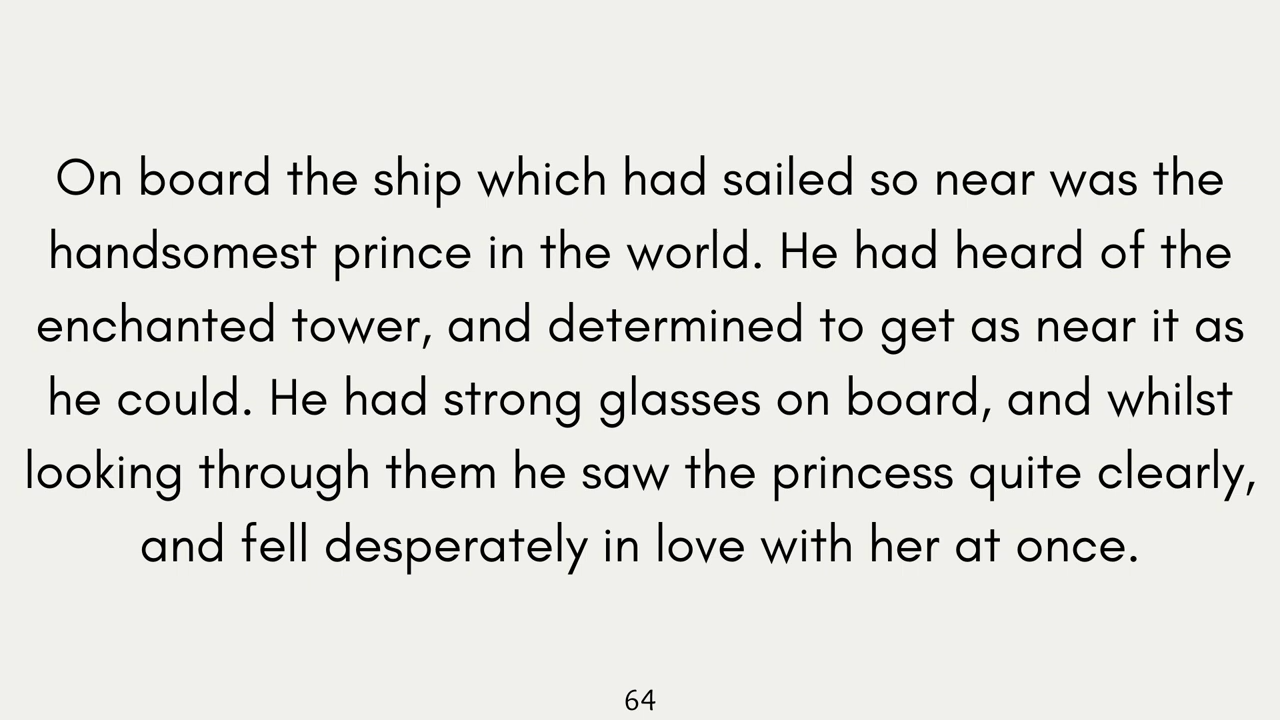 On board the ship which had sailed so near was the
handsomest prince in the world. He had heard of the
enchanted tower, and determined to get as near it as
he could. He had strong glasses on board, and whilst
looking through them he saw the princess quite clearly,
and fell desperately in love with her at once.
64